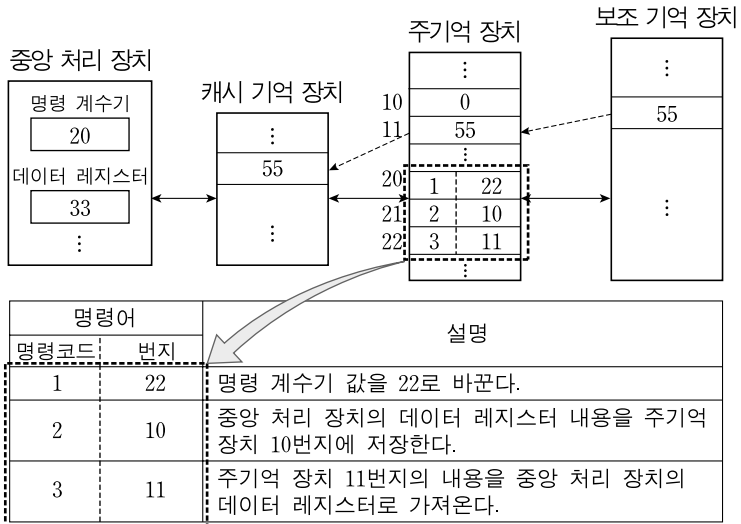 중앙 처리 장치
명령 계수기
20
데이터 레지스터
33
⋮
캐시 기억 장치
⋮
55
⋮
주기억 장치
⋮
10 0
11 55
⋮
20 1 22
21 2 10
22 3 11
⋮
보조 기억 장치
⋮
55
⋮
명령어 설명
명령코드 번지
1 22 명령 계수기 값을 22로 바꾼다.
2 10 중앙 처리 장치의 데이터 레지스터 내용을 주기억
장치 10번지에 저장한다.
3 11 주기억 장치 11번지의 내용을 중앙 처리 장치의
데이터 레지스터로 가져온다.